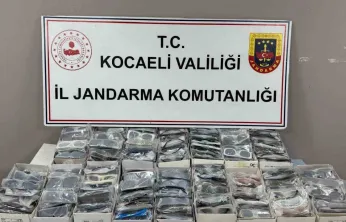 T.C.
KOCAELİ VALİLİĞİ
İL JANDARMA KOMUTANLIĞI